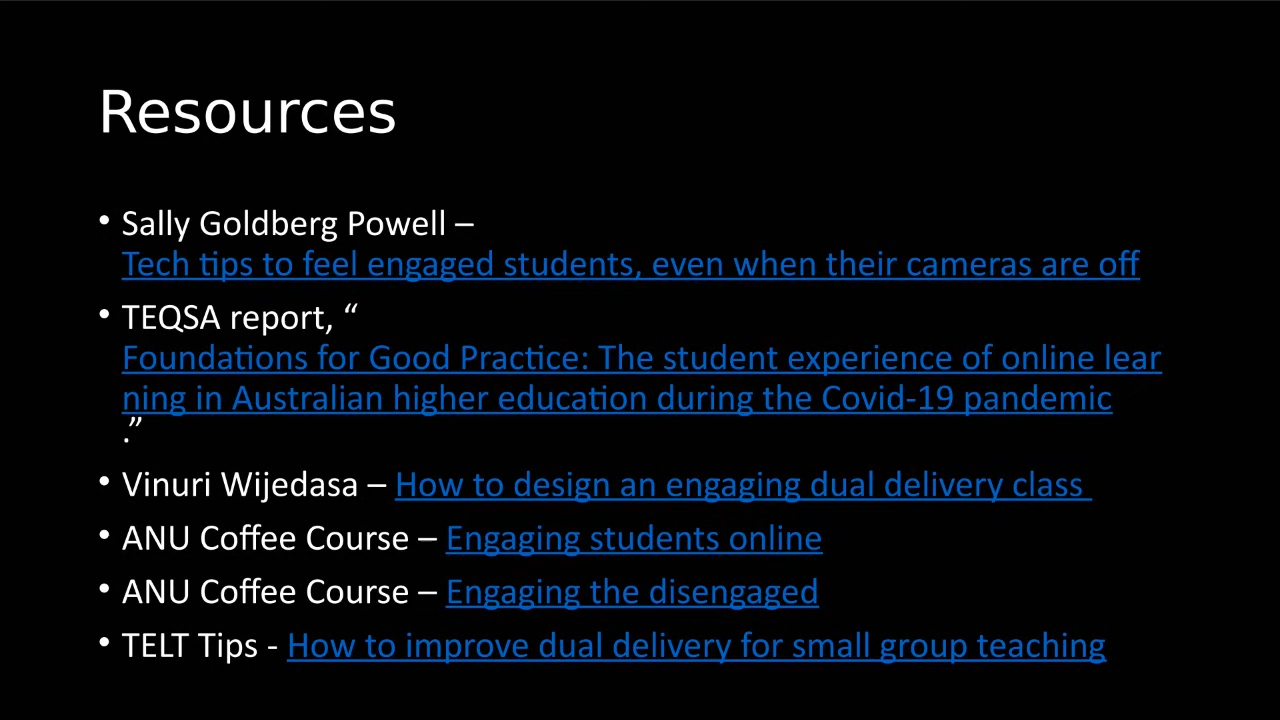 Resources
• Sally Goldberg Powell –
Tech tips to feel engaged students, even when their cameras are off
• TEQSA report, “
Foundations for Good Practice: The student experience of online lear
ning in Australian higher education during the Covid-19 pandemic
.”
• Vinuri Wijedasa – How to design an engaging dual delivery class
• ANU Coffee Course – Engaging students online
• ANU Coffee Course – Engaging the disengaged
• TELT Tips - How to improve dual delivery for small group teaching